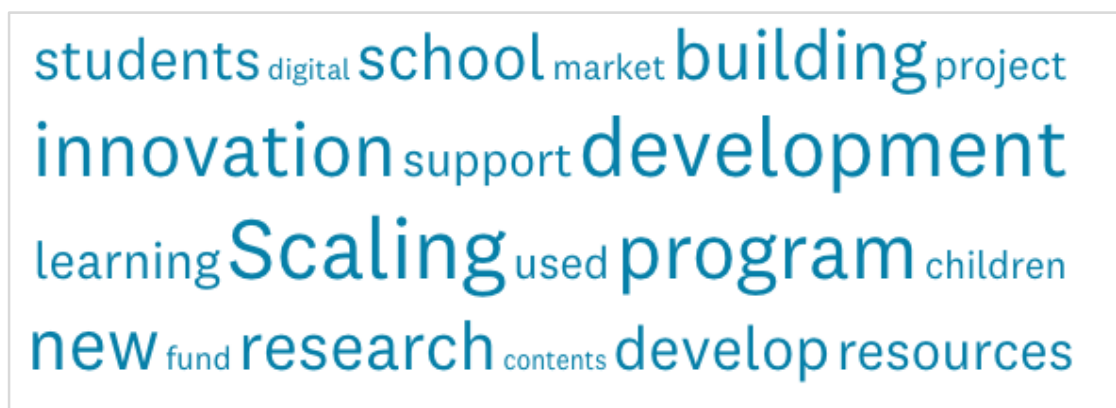 students digital school market building project
innovation support development
learning Scaling used program children
new fund research contents develop resources